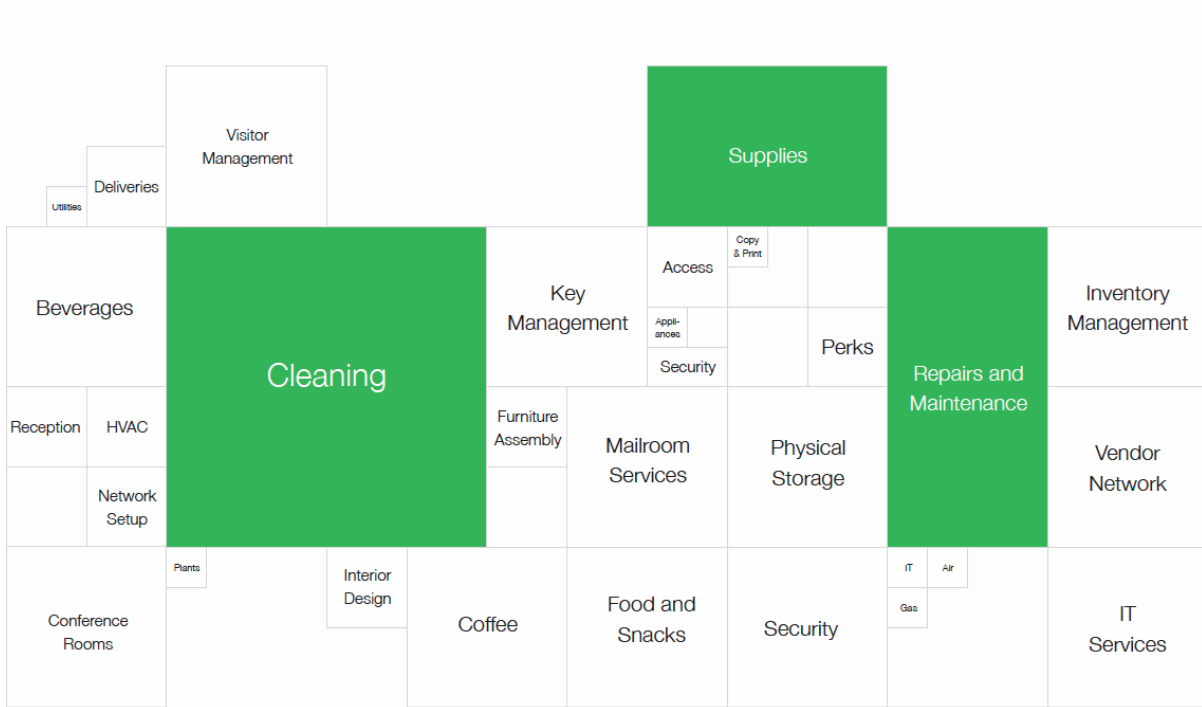 Visitor
Management
Supplies
Deliveries
Utilities
Beverages
Cleaning
Key
Management
Access
Copy
& Print
Appli-
ances
Security
Perks
Repairs and
Maintenance
Inventory
Management
Reception
HVAC
Network
Setup
Furniture
Assembly
Mailroom
Services
Physical
Storage
Vendor
Network
Conference
Rooms
Plants
Interior
Design
Coffee
Food and
Snacks
Security
IT
Air
Gas
IT
Services